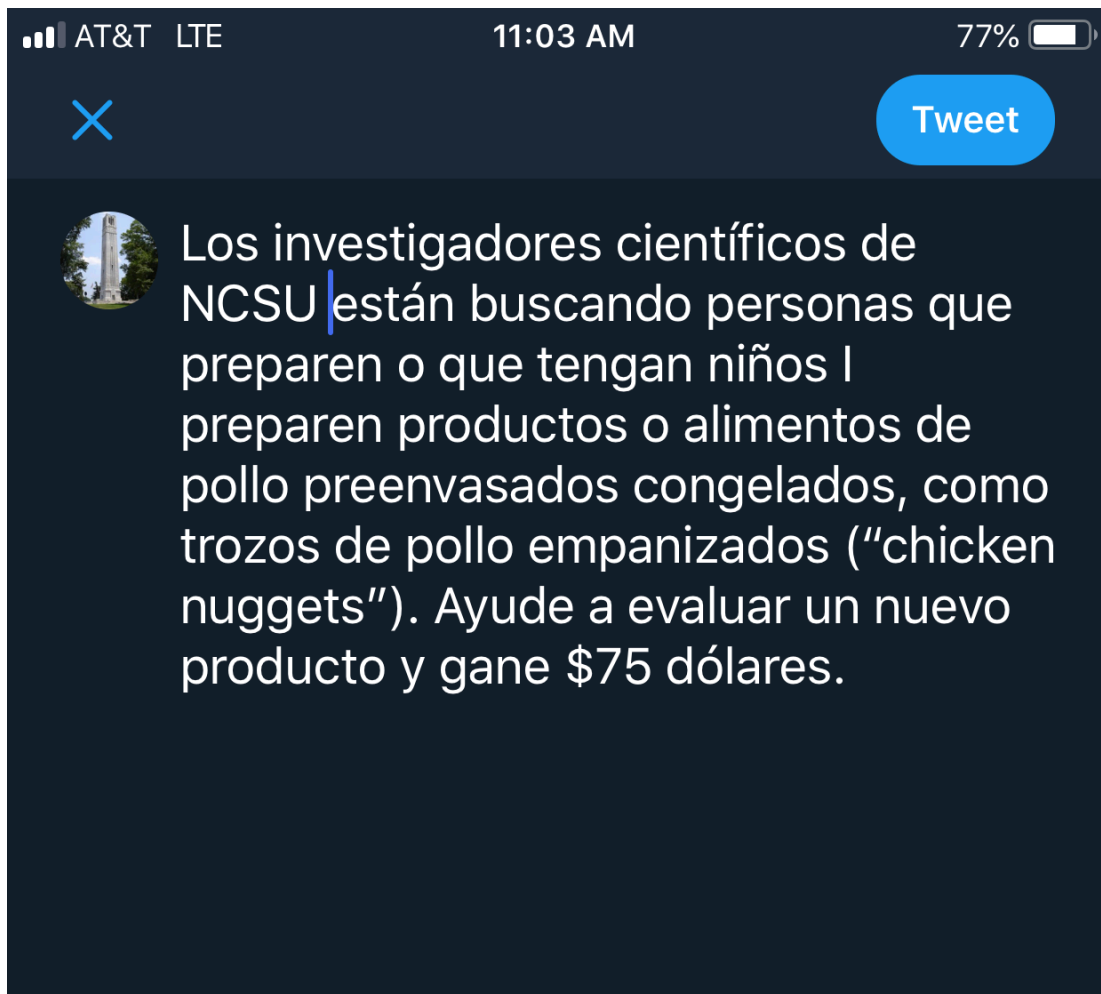 AT&T LTE 11:03 AM 77%
Tweet
Los investigadores científicos de
NCSU están buscando personas que
preparen o que tengan niños l
preparen productos o alimentos de
pollo preenvasados congelados, como
trozos de pollo empanizados (“chicken
nuggets”). Ayude a evaluar un nuevo
producto y gane $75 dólares.